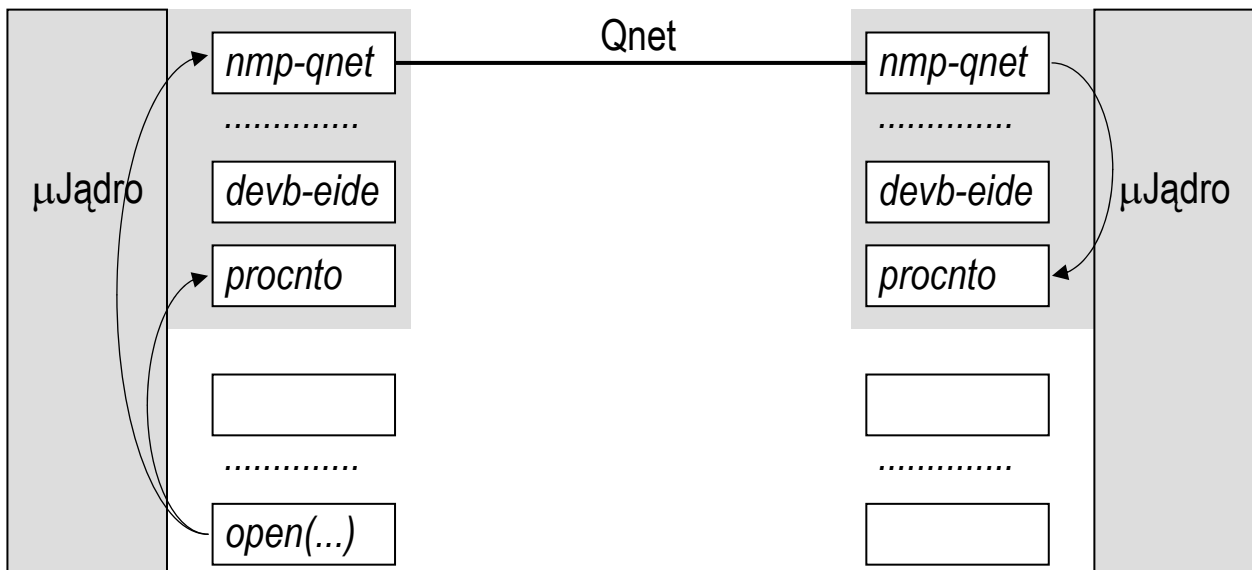 Qnet
nmp-qnet
nmp-qnet
..............
..............
μJądro
devb-eide
devb-eide
μJądro
procnto
procnto
..............
..............
open(...)